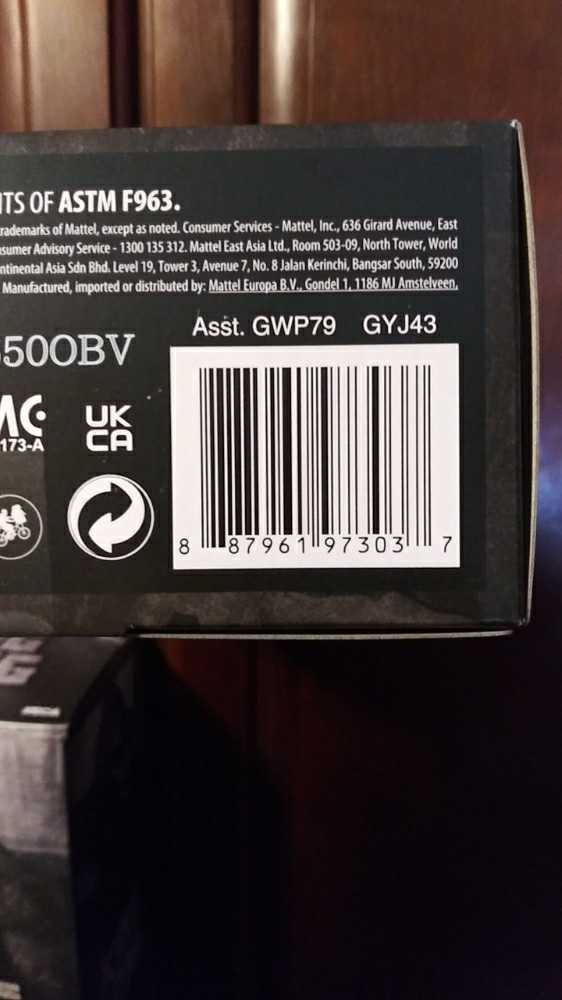 ITS OF ASTM F963.
trademarks of Mattel, except as noted. Consumer Services - Mattel, Inc., 636 Girard Avenue, East
nsumer Advisory Service - 1300 135 312. Mattel East Asia Ltd., Room 503-09, North Tower, World
ntinental Asia Sdn Bhd. Level 19, Tower 3, Avenue 7, No. 8 Jalan Kerinchi, Bangsar South, 59200
Manufactured, imported or distributed by: Mattel Europa B.V., Gondel 1, 1186 MJ Amstelveen,
Asst. GWP79 GYJ43
500BV
UK
CA
173-A
8 87961 97303 7
G